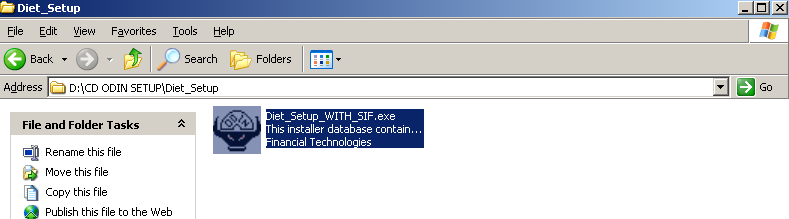 Diet_Setup
File Edit View Favorites Tools Help
Back Search Folders
Address D:\CD ODIN SETUP\Diet_Setup Go
File and Folder Tasks
Rename this file
Move this file
Copy this file
Publish this file to the Web
Diet_Setup_WITH_SIF.exe
This installer database contain...
Financial Technologies